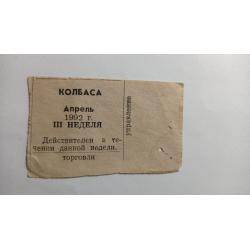 КОЛБАСА
Апрель
1992 г.
III НЕДЕЛЯ
Действителен в те-
чении данной недели.
торговли
управление